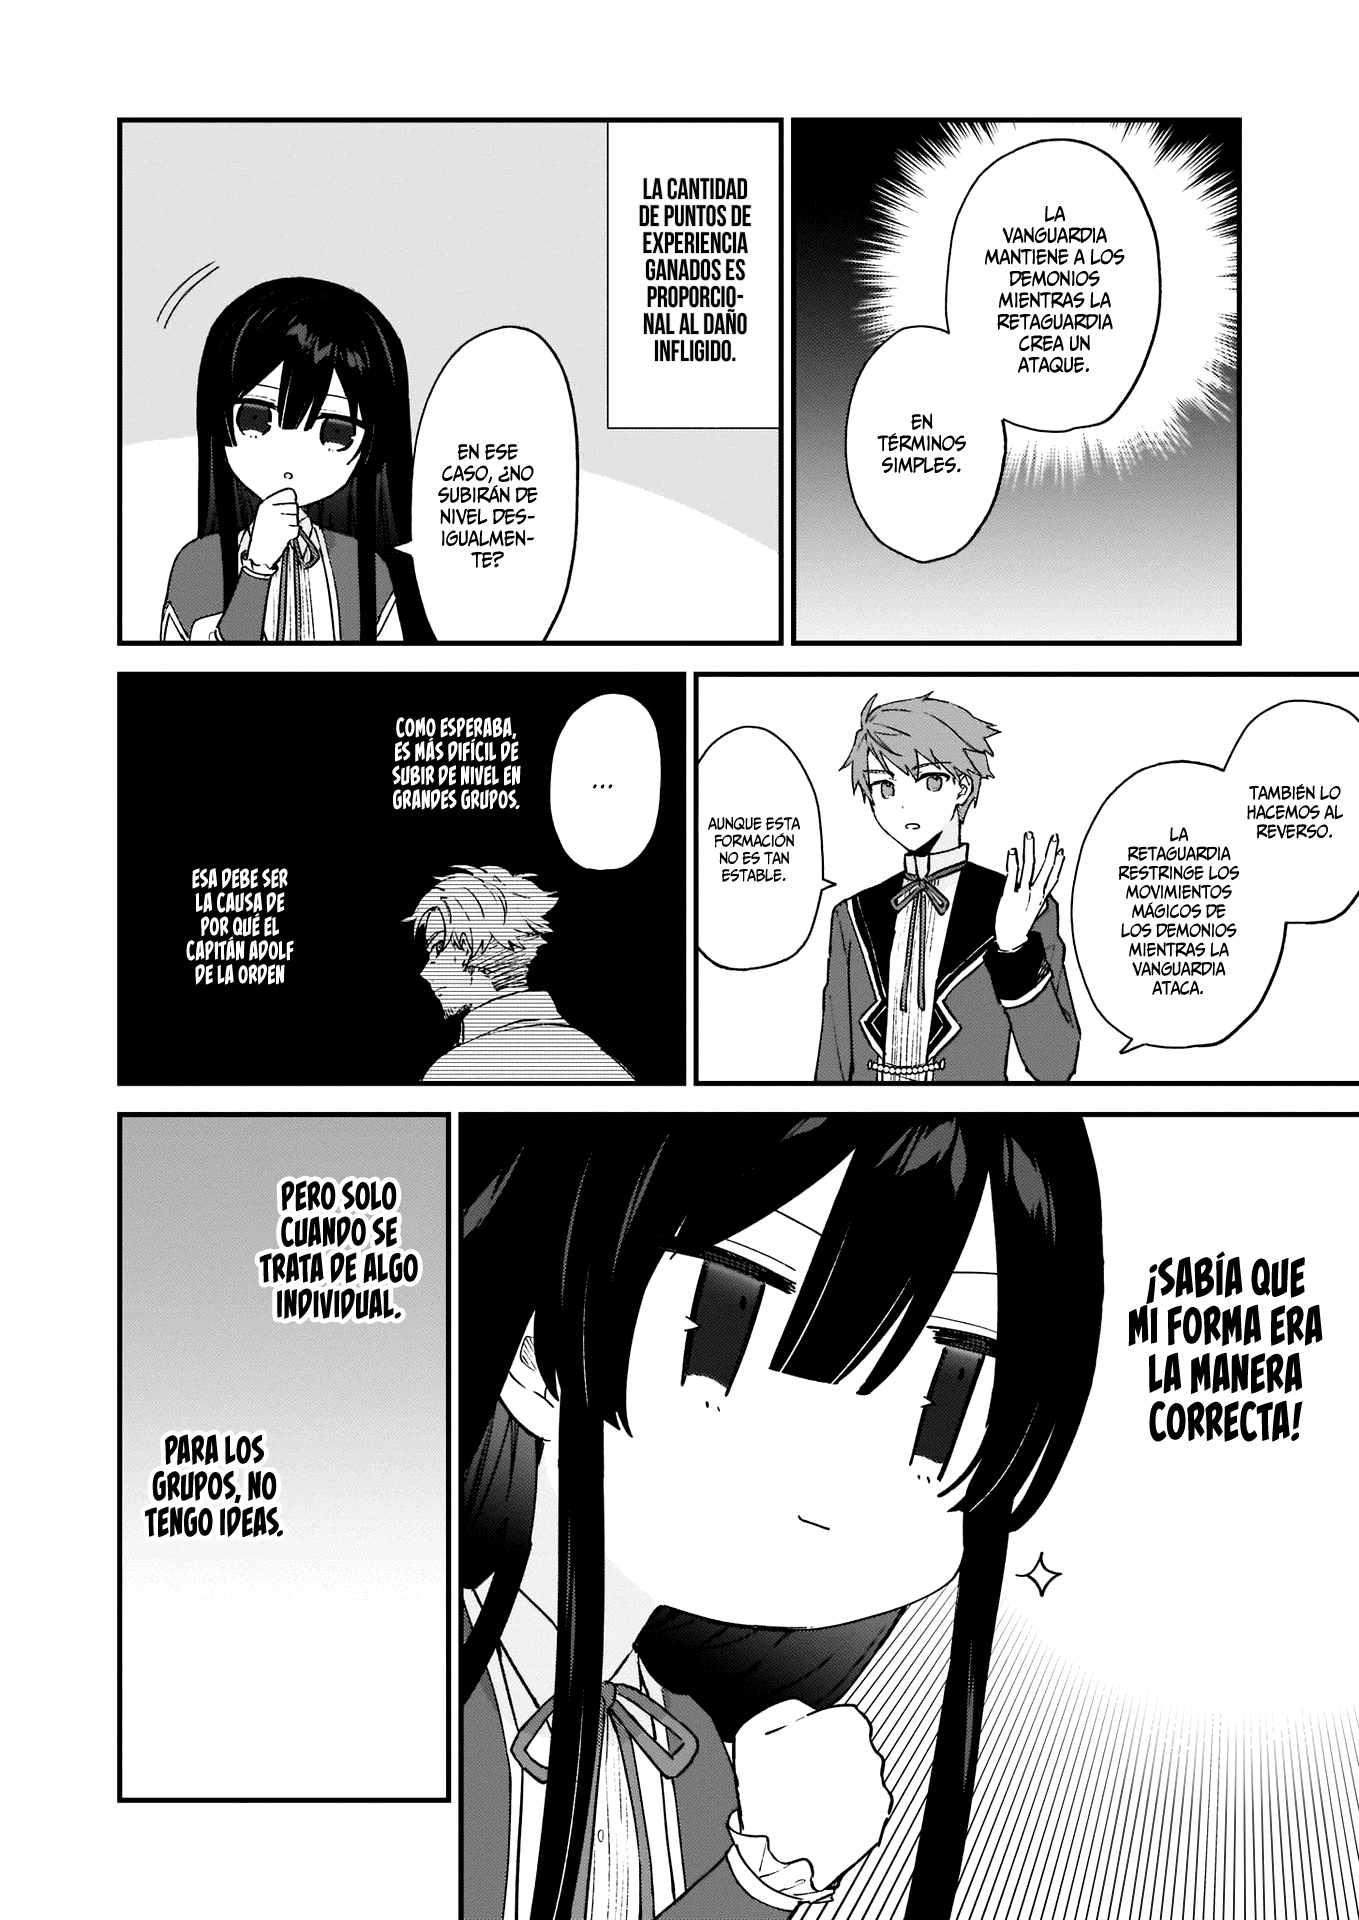 LA
VANGUARDIA
MANTIENE A LOS
DEMONIOS
MIENTRAS LA
RETAGUARDIA
CREA UN
ATAQUE.
EN
TÉRMINOS
SIMPLES.
LA CANTIDAD
DE PUNTOS DE
EXPERIENCIA
GANADOS ES
PROPORCIO-
NAL AL DAÑO
INFLIGIDO.
EN ESE
CASO, ¿NO
SUBIRÁN DE
NIVEL DES-
IGUALMEN-
TE?
TAMBIÉN LO
HACEMOS AL
REVERSO.
LA
RETAGUARDIA
RESTRINGE LOS
MOVIMIENTOS
MÁGICOS DE
LOS DEMONIOS
MIENTRAS LA
VANGUARDIA
ATACA.
AUNQUE ESTA
FORMACIÓN
NO ES TAN
ESTABLE.
...
COMO ESPERABA,
ES MÁS DIFÍCIL DE
SUBIR DE NIVEL EN
GRANDES GRUPOS.
ESA DEBE SER
LA CAUSA DE
POR QUÉ EL
CAPITÁN ADOLF
DE LA ORDEN
¡SABÍA QUE
MI FORMA ERA
LA MANERA
CORRECTA!
PERO SOLO
CUANDO SE
TRATA DE ALGO
INDIVIDUAL.
PARA LOS
GRUPOS, NO
TENGO IDEAS.